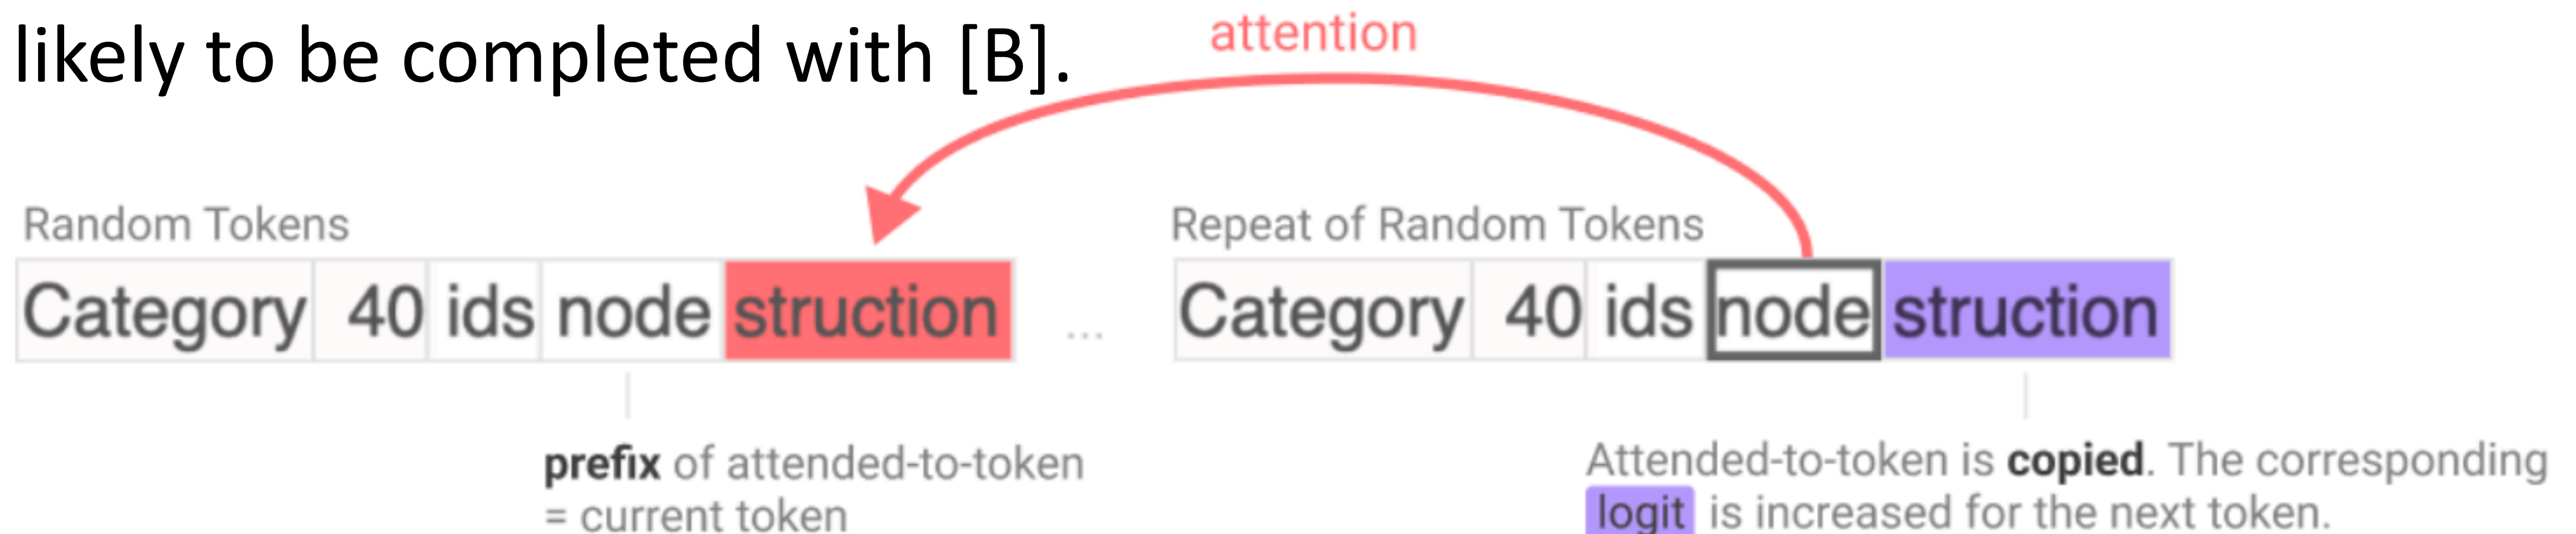 likely to be completed with [B].
attention
Random Tokens
Repeat of Random Tokens
Category 40 ids node struction ... Category 40 ids node struction
prefix of attended-to-token
= current token
Attended-to-token is copied. The corresponding
logit is increased for the next token.